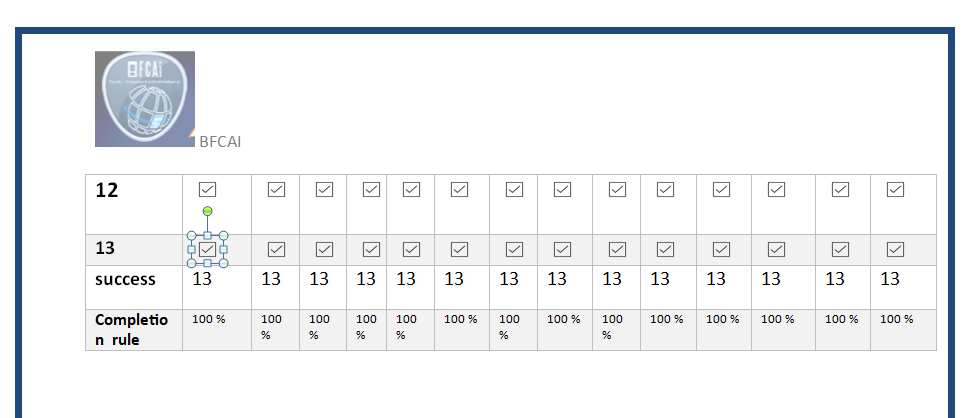 BFCAi
BFCAI
12 ☑ ☑ ☑ ☑ ☑ ☑ ☑ ☑ ☑ ☑ ☑ ☑ ☑ ☑
13 ☑ ☑ ☑ ☑ ☑ ☑ ☑ ☑ ☑ ☑ ☑ ☑ ☑ ☑
success 13 13 13 13 13 13 13 13 13 13 13 13 13 13
Completio 100 % 100 100 100 100 100 % 100 100 % 100 100 % 100 % 100 % 100 % 100 %
n rule % % % % % %